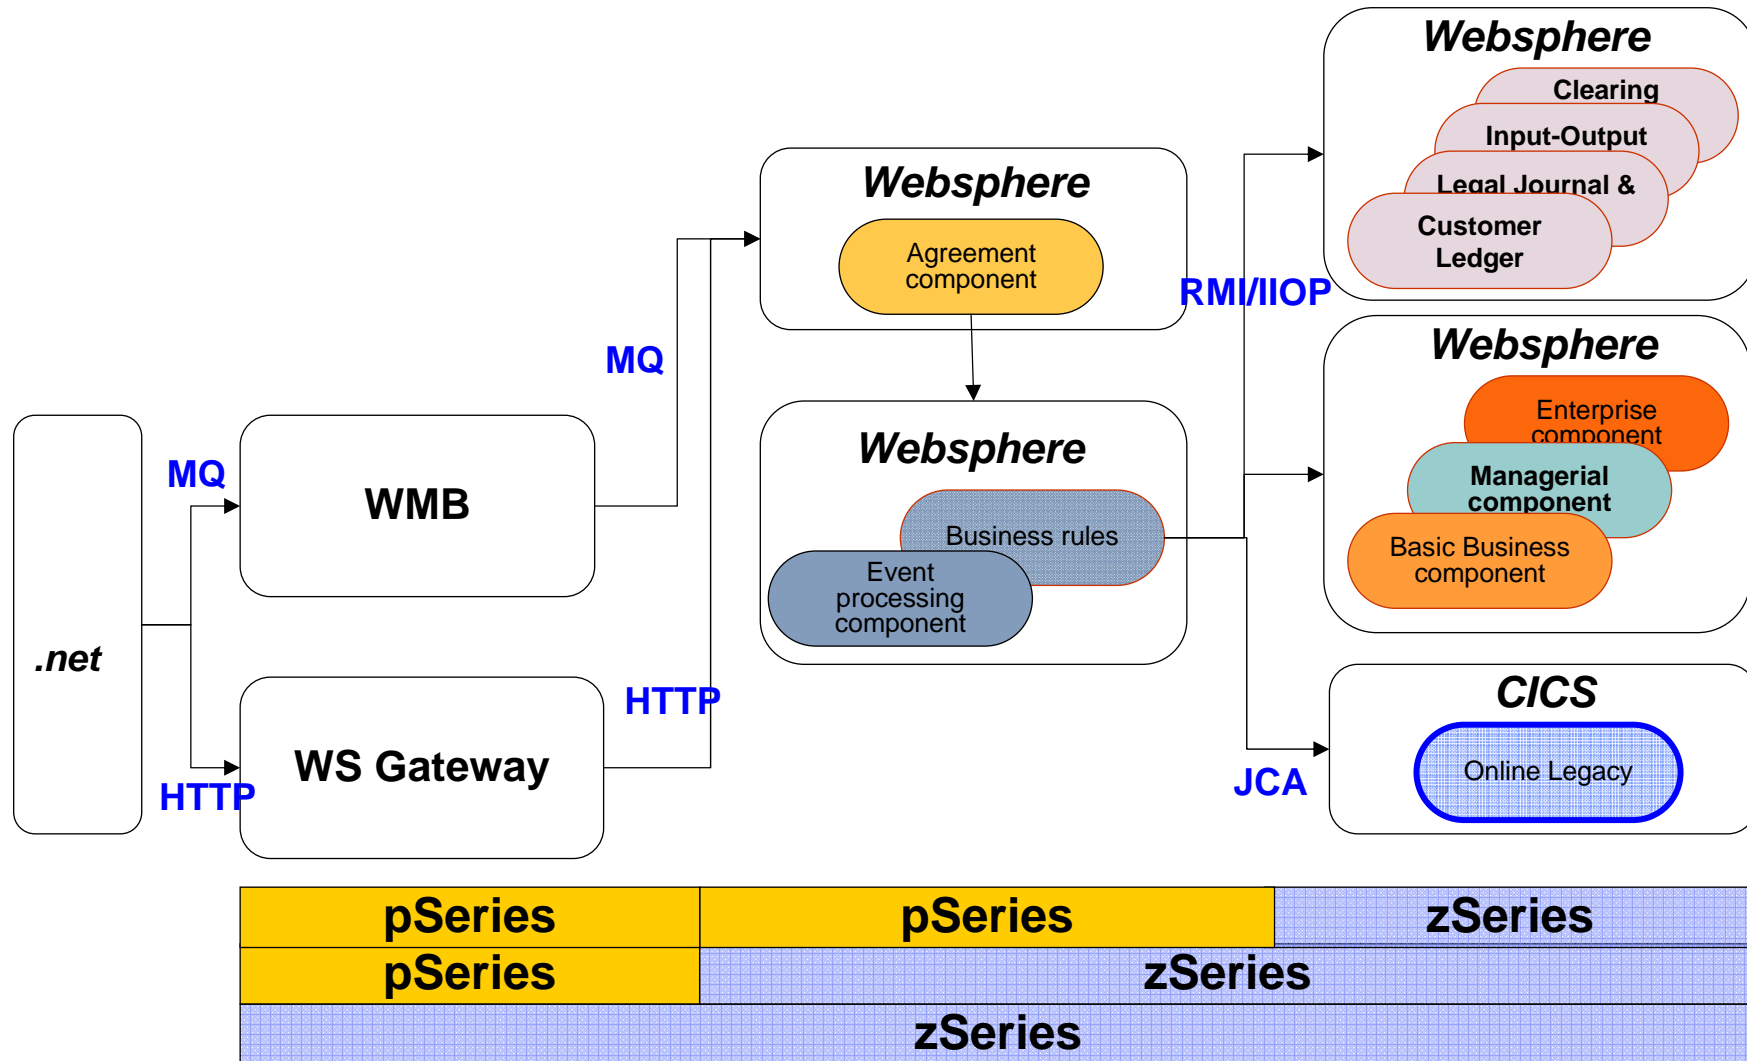 .net
MQ
HTTP
WMB
WS Gateway
MQ
HTTP
Websphere
Agreement
component
Websphere
Business rules
Event
processing
component
RMI/IIOP
JCA
Websphere
Clearing
Input-Output
Legal Journal &
Customer
Ledger
Websphere
Enterprise
component
Managerial
component
Basic Business
component
CICS
Online Legacy
pSeries pSeries zSeries
pSeries zSeries
zSeries